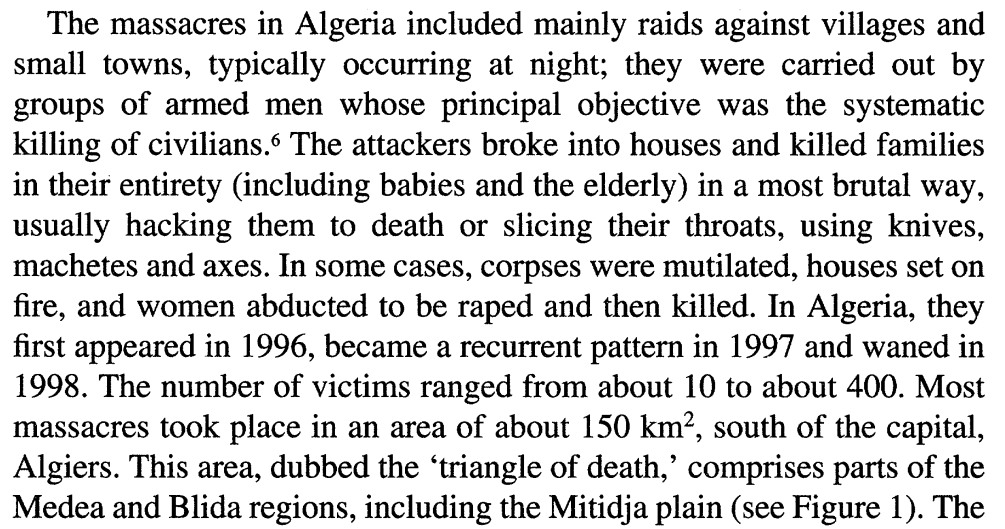 The massacres in Algeria included mainly raids against villages and
small towns, typically occurring at night; they were carried out by
groups of armed men whose principal objective was the systematic
killing of civilians.⁶ The attackers broke into houses and killed families
in their entirety (including babies and the elderly) in a most brutal way,
usually hacking them to death or slicing their throats, using knives,
machetes and axes. In some cases, corpses were mutilated, houses set on
fire, and women abducted to be raped and then killed. In Algeria, they
first appeared in 1996, became a recurrent pattern in 1997 and waned in
1998. The number of victims ranged from about 10 to about 400. Most
massacres took place in an area of about 150 km², south of the capital,
Algiers. This area, dubbed the ‘triangle of death,’ comprises parts of the
Medea and Blida regions, including the Mitidja plain (see Figure 1). The